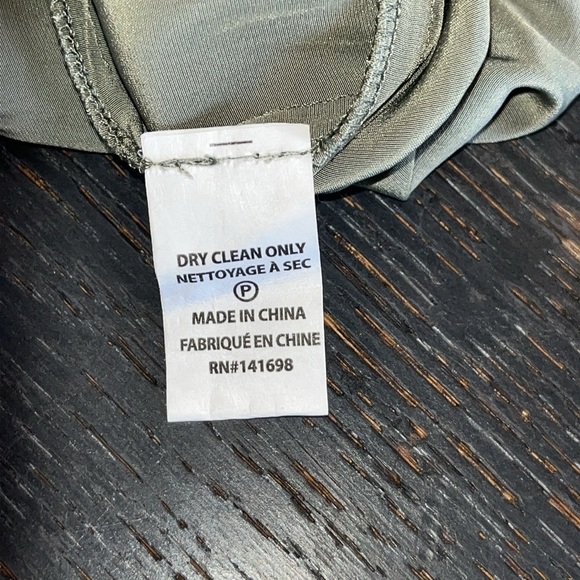 DRY CLEAN ONLY
NETTOYAGE À SEC
P
MADE IN CHINA
FABRIQUÉ EN CHINE
RN#141698